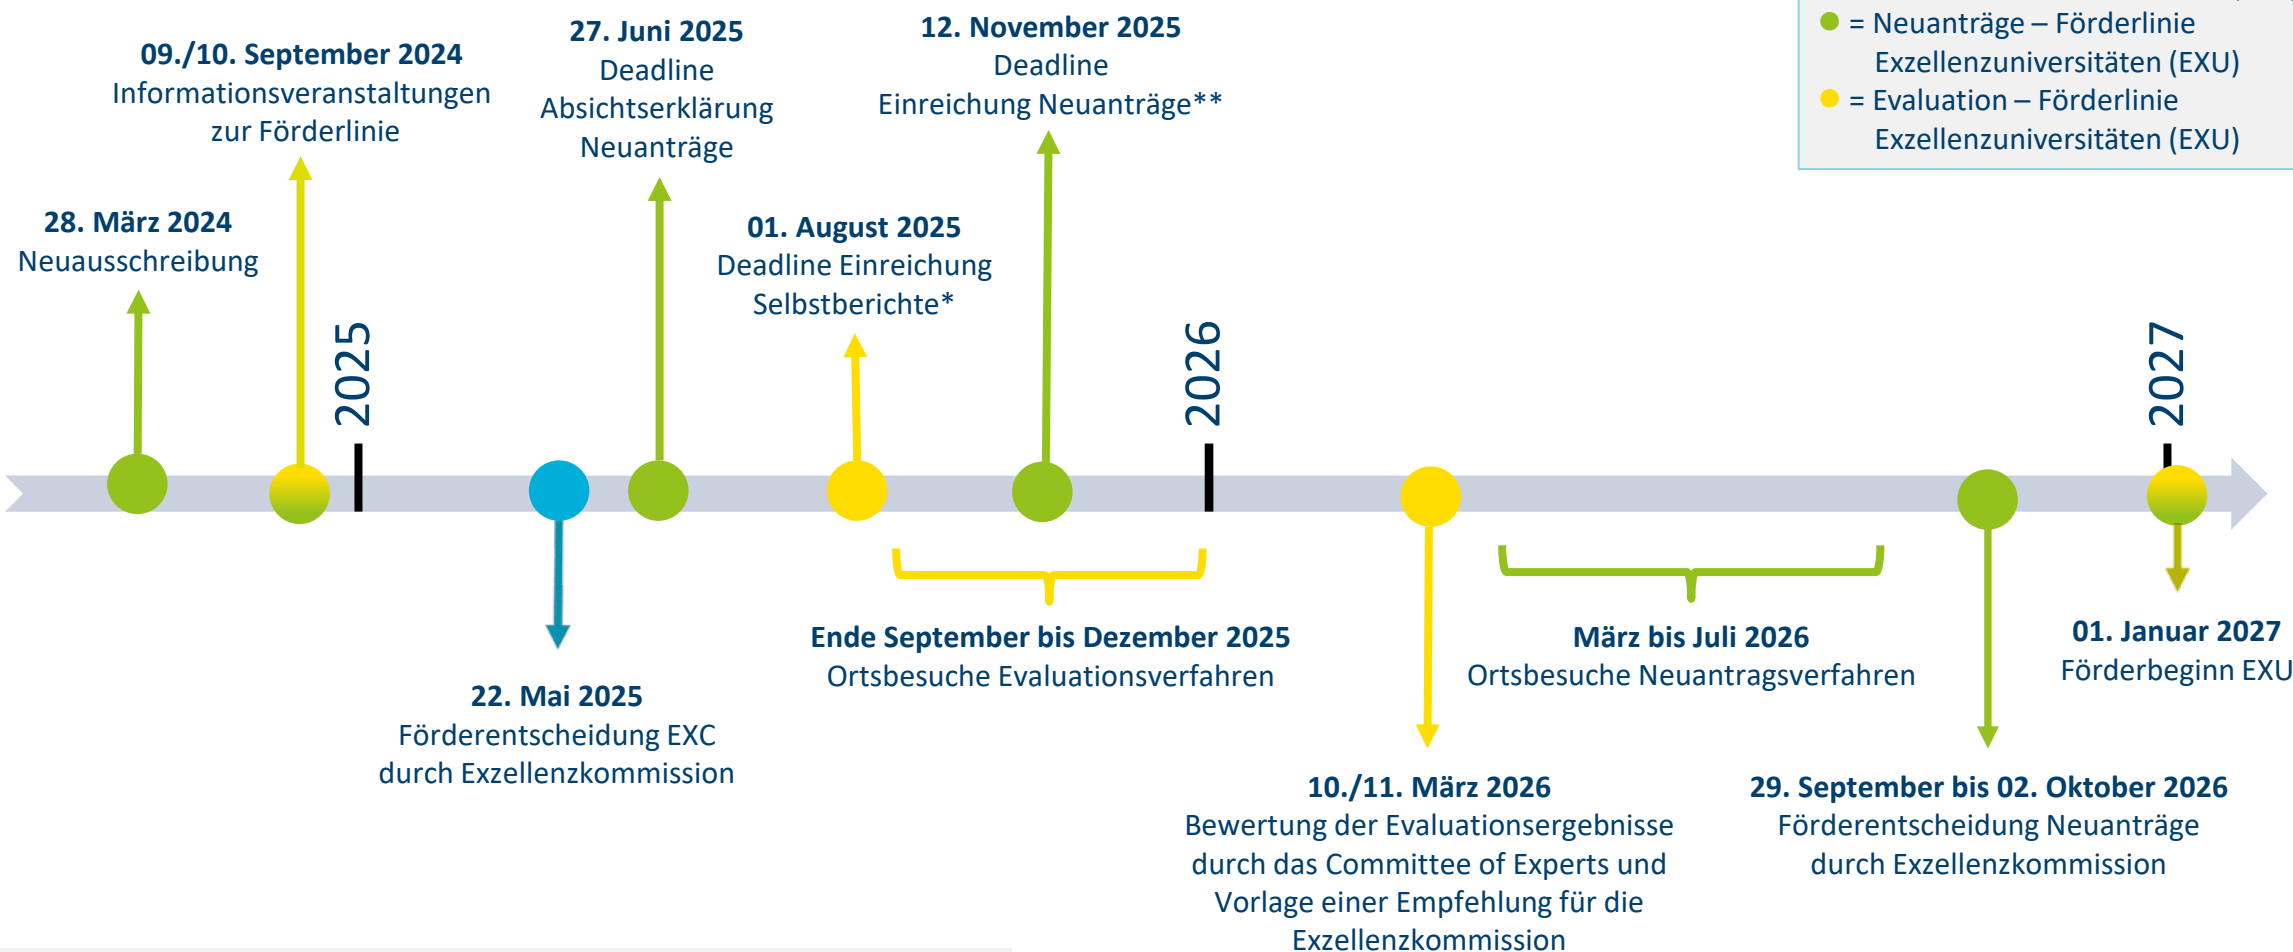 09./10. September 2024
Informationsveranstaltungen
zur Förderlinie
27. Juni 2025
Deadline
Absichtserklärung
Neuanträge
12. November 2025
Deadline
Einreichung Neuanträge**
= Neuanträge – Förderlinie
Exzellenzuniversitäten (EXU)
= Evaluation – Förderlinie
Exzellenzuniversitäten (EXU)
28. März 2024
Neuausschreibung
01. August 2025
Deadline Einreichung
Selbstberichte*
2025
2026
2027
Ende September bis Dezember 2025
Ortsbesuche Evaluationsverfahren
März bis Juli 2026
Ortsbesuche Neuantragsverfahren
01. Januar 2027
Förderbeginn EXU
22. Mai 2025
Förderentscheidung EXC
durch Exzellenzkommission
10./11. März 2026
Bewertung der Evaluationsergebnisse
durch das Committee of Experts und
Vorlage einer Empfehlung für die
Exzellenzkommission
29. September bis 02. Oktober 2026
Förderentscheidung Neuanträge
durch Exzellenzkommission